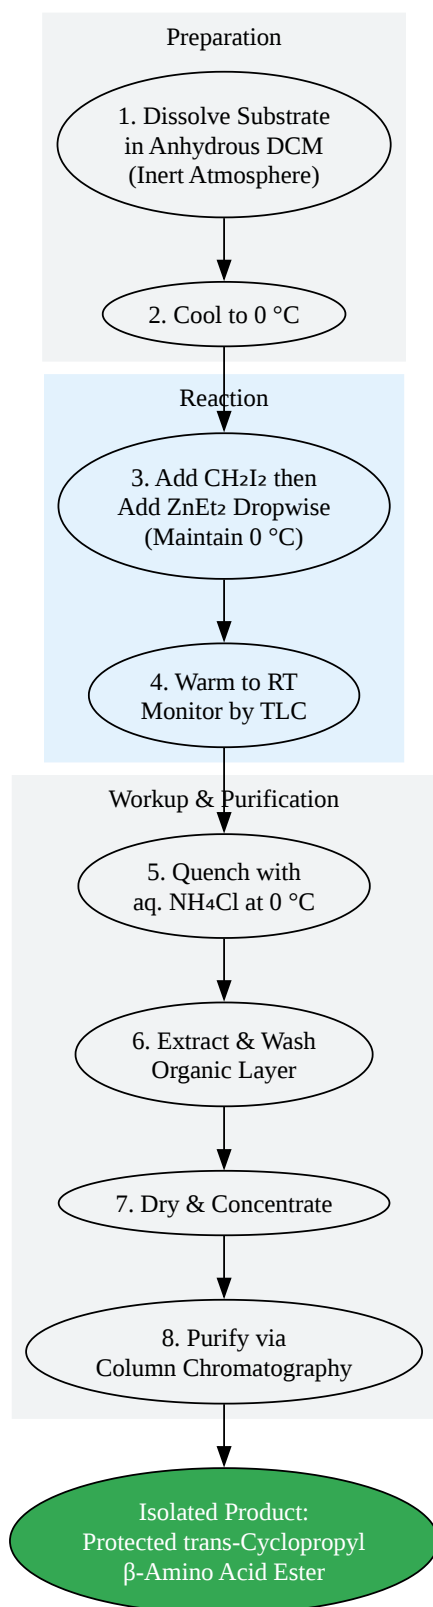 Preparation
1. Dissolve Substrate
in Anhydrous DCM
(Inert Atmosphere)
2. Cool to 0 °C
Reaction
3. Add CH₂I₂ then
Add ZnEt₂ Dropwise
(Maintain 0 °C)
4. Warm to RT
Monitor by TLC
Workup & Purification
5. Quench with
aq. NH₄Cl at 0 °C
6. Extract & Wash
Organic Layer
7. Dry & Concentrate
8. Purify via
Column Chromatography
Isolated Product:
Protected trans-Cyclopropyl
β-Amino Acid Ester